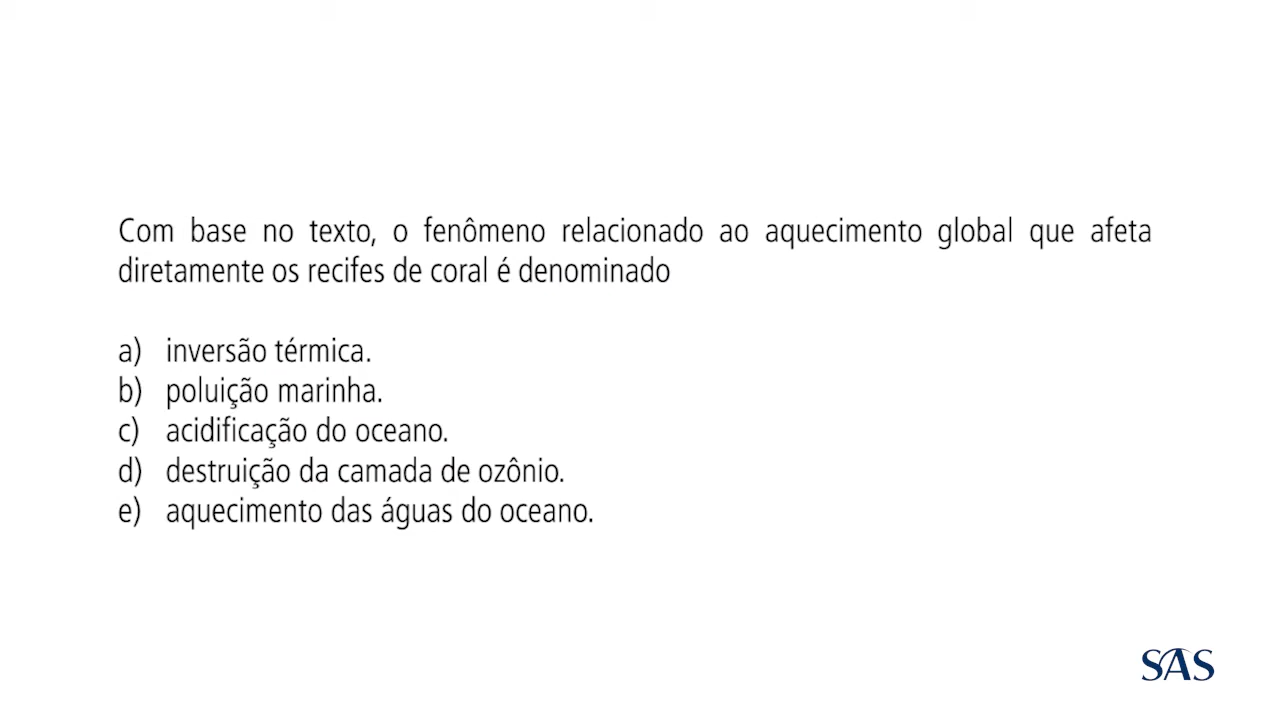 Com base no texto, o fenômeno relacionado ao aquecimento global que afeta
diretamente os recifes de coral é denominado
a) inversão térmica.
b) poluição marinha.
c) acidificação do oceano.
d) destruição da camada de ozônio.
e) aquecimento das águas do oceano.
SAS